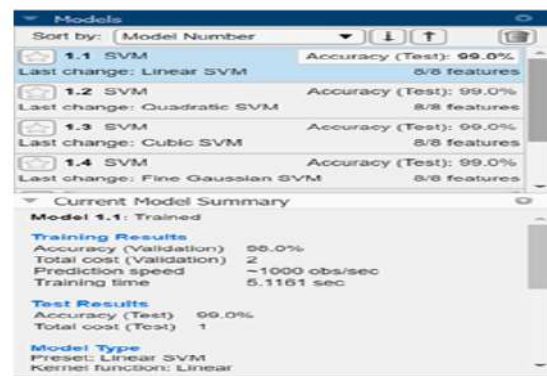 Models
Sort by: Model Number
1.1 SVM Accuracy (Test): 99.0%
Last change: Linear SVM 8/8 features
1.2 SVM Accuracy (Test): 99.0%
Last change: Quadratic SVM 8/8 features
1.3 SVM Accuracy (Test): 99.0%
Last change: Cubic SVM 8/8 features
1.4 SVM Accuracy (Test): 99.0%
Last change: Fine Gaussian SVM 8/8 features
Current Model Summary
Model 1.1: Trained
Training Results
Accuracy (Validation) 98.0%
Total cost (Validation) 2
Prediction speed ~1000 obs/sec
Training time 5.1161 sec
Test Results
Accuracy (Test) 99.0%
Total cost (Test) 1
Model Type
Preset: Linear SVM
Kernel function: Linear